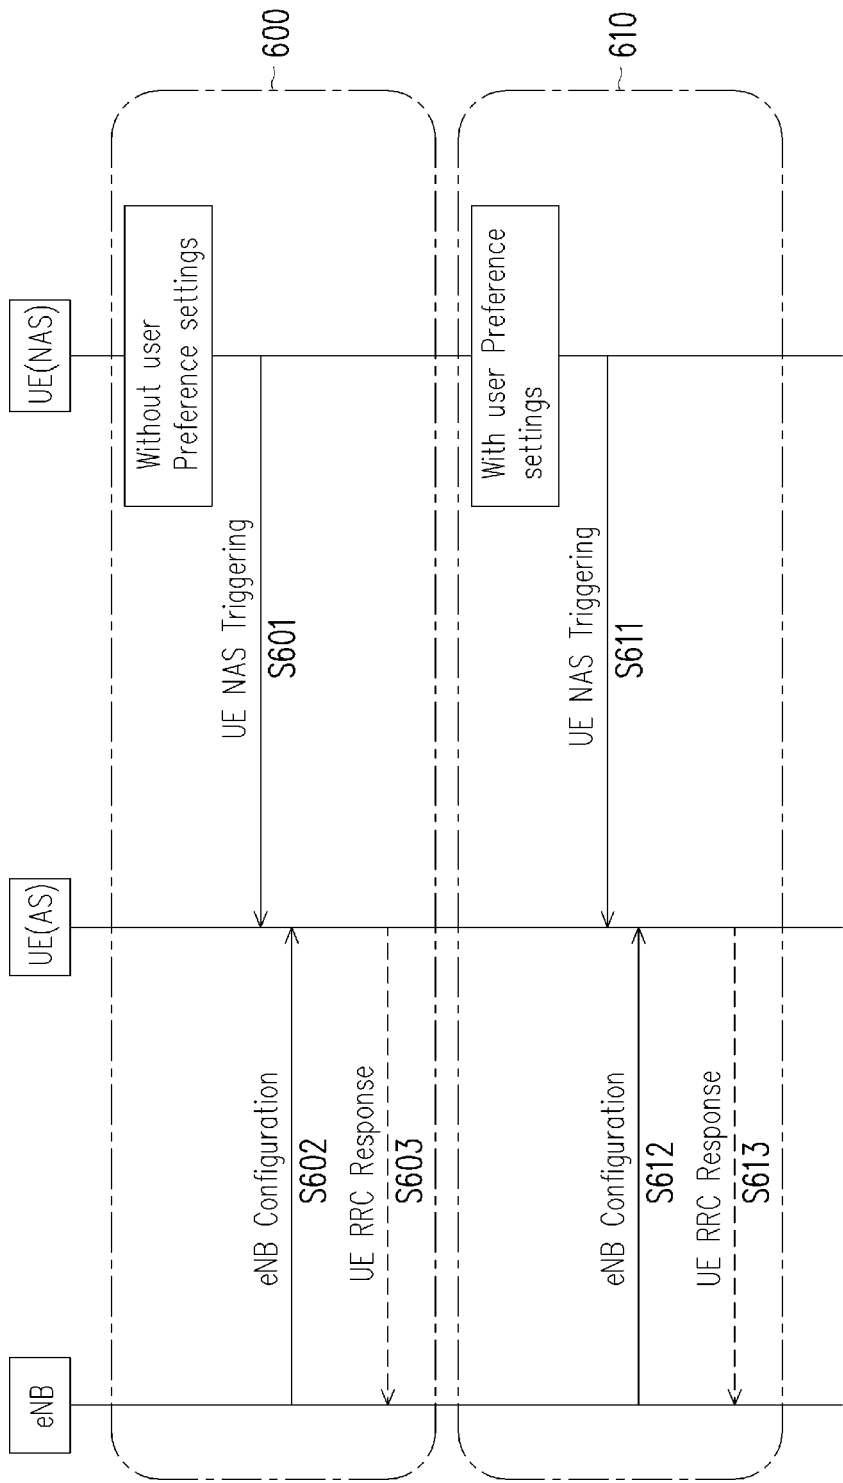 eNB
UE(AS)
UE(NAS)
600
Without user
Preference settings
UE NAS Triggering
S601
eNB Configuration
S602
UE RRC Response
S603
610
With user Preference
settings
UE NAS Triggering
S611
eNB Configuration
S612
UE RRC Response
S613